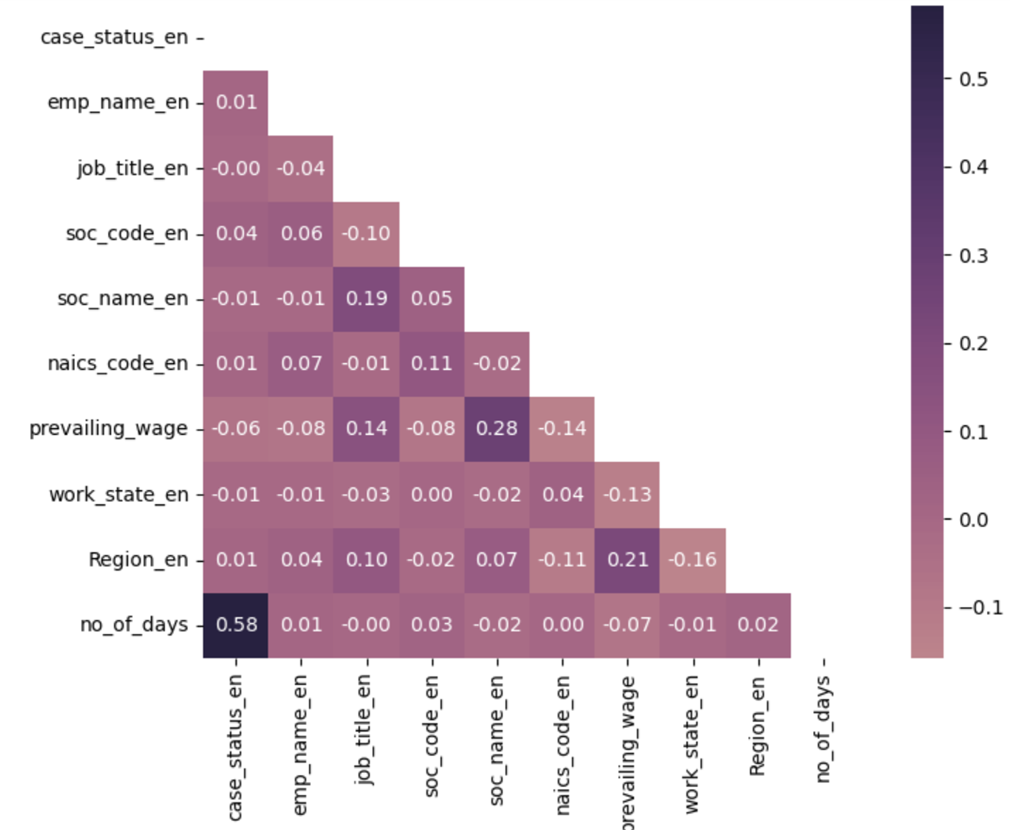 case_status_en
emp_name_en 0.01
job_title_en -0.00 -0.04
soc_code_en 0.04 0.06 -0.10
soc_name_en -0.01 -0.01 0.19 0.05
naics_code_en 0.01 0.07 -0.01 0.11 -0.02
prevailing_wage -0.06 -0.08 0.14 -0.08 0.28 -0.14
work_state_en -0.01 -0.01 -0.03 0.00 -0.02 0.04 -0.13
Region_en 0.01 0.04 0.10 -0.02 0.07 -0.11 0.21 -0.16
no_of_days 0.58 0.01 -0.00 0.03 -0.02 0.00 -0.07 -0.01 0.02
case_status_en
emp_name_en
job_title_en
soc_code_en
soc_name_en
naics_code_en
prevailing_wage
work_state_en
Region_en
no_of_days
0.5
0.4
0.3
0.2
0.1
0.0
−0.1